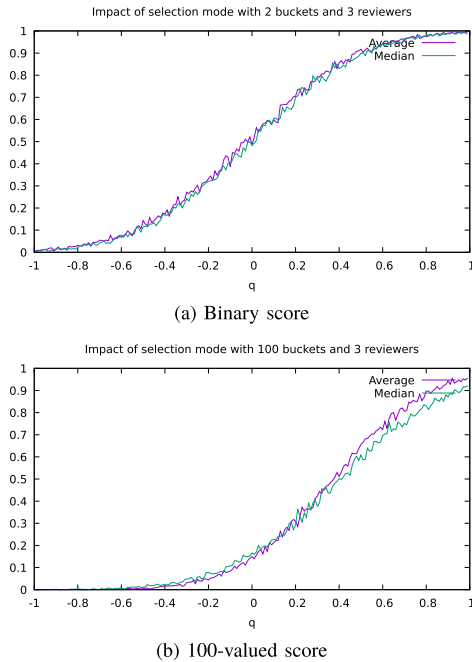 Impact of selection mode with 2 buckets and 3 reviewers
1
Average
0.9
Median
0.8
0.7
0.6
0.5
0.4
0.3
0.2
0.1
0
-1 -0.8 -0.6 -0.4 -0.2 0 0.2 0.4 0.6 0.8 1
q
(a) Binary score
Impact of selection mode with 100 buckets and 3 reviewers
1
Average
0.9
Median
0.8
0.7
0.6
0.5
0.4
0.3
0.2
0.1
0
-1 -0.8 -0.6 -0.4 -0.2 0 0.2 0.4 0.6 0.8 1
q
(b) 100-valued score